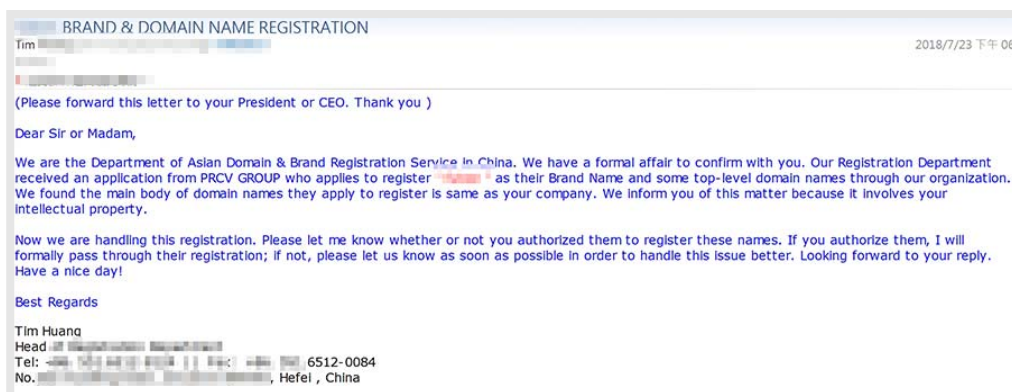 BRAND & DOMAIN NAME REGISTRATION
Tim
2018/7/23 下午 06
(Please forward this letter to your President or CEO. Thank you )
Dear Sir or Madam,
We are the Department of Asian Domain & Brand Registration Service in China. We have a formal affair to confirm with you. Our Registration Department
received an application from PRCV GROUP who applies to register " " as their Brand Name and some top-level domain names through our organization.
We found the main body of domain names they apply to register is same as your company. We inform you of this matter because it involves your
intellectual property.
Now we are handling this registration. Please let me know whether or not you authorized them to register these names. If you authorize them, I will
formally pass through their registration; if not, please let us know as soon as possible in order to handle this issue better. Looking forward to your reply.
Have a nice day!
Best Regards
Tim Huang
Head
Tel: 6512-0084
No. , Hefei , China